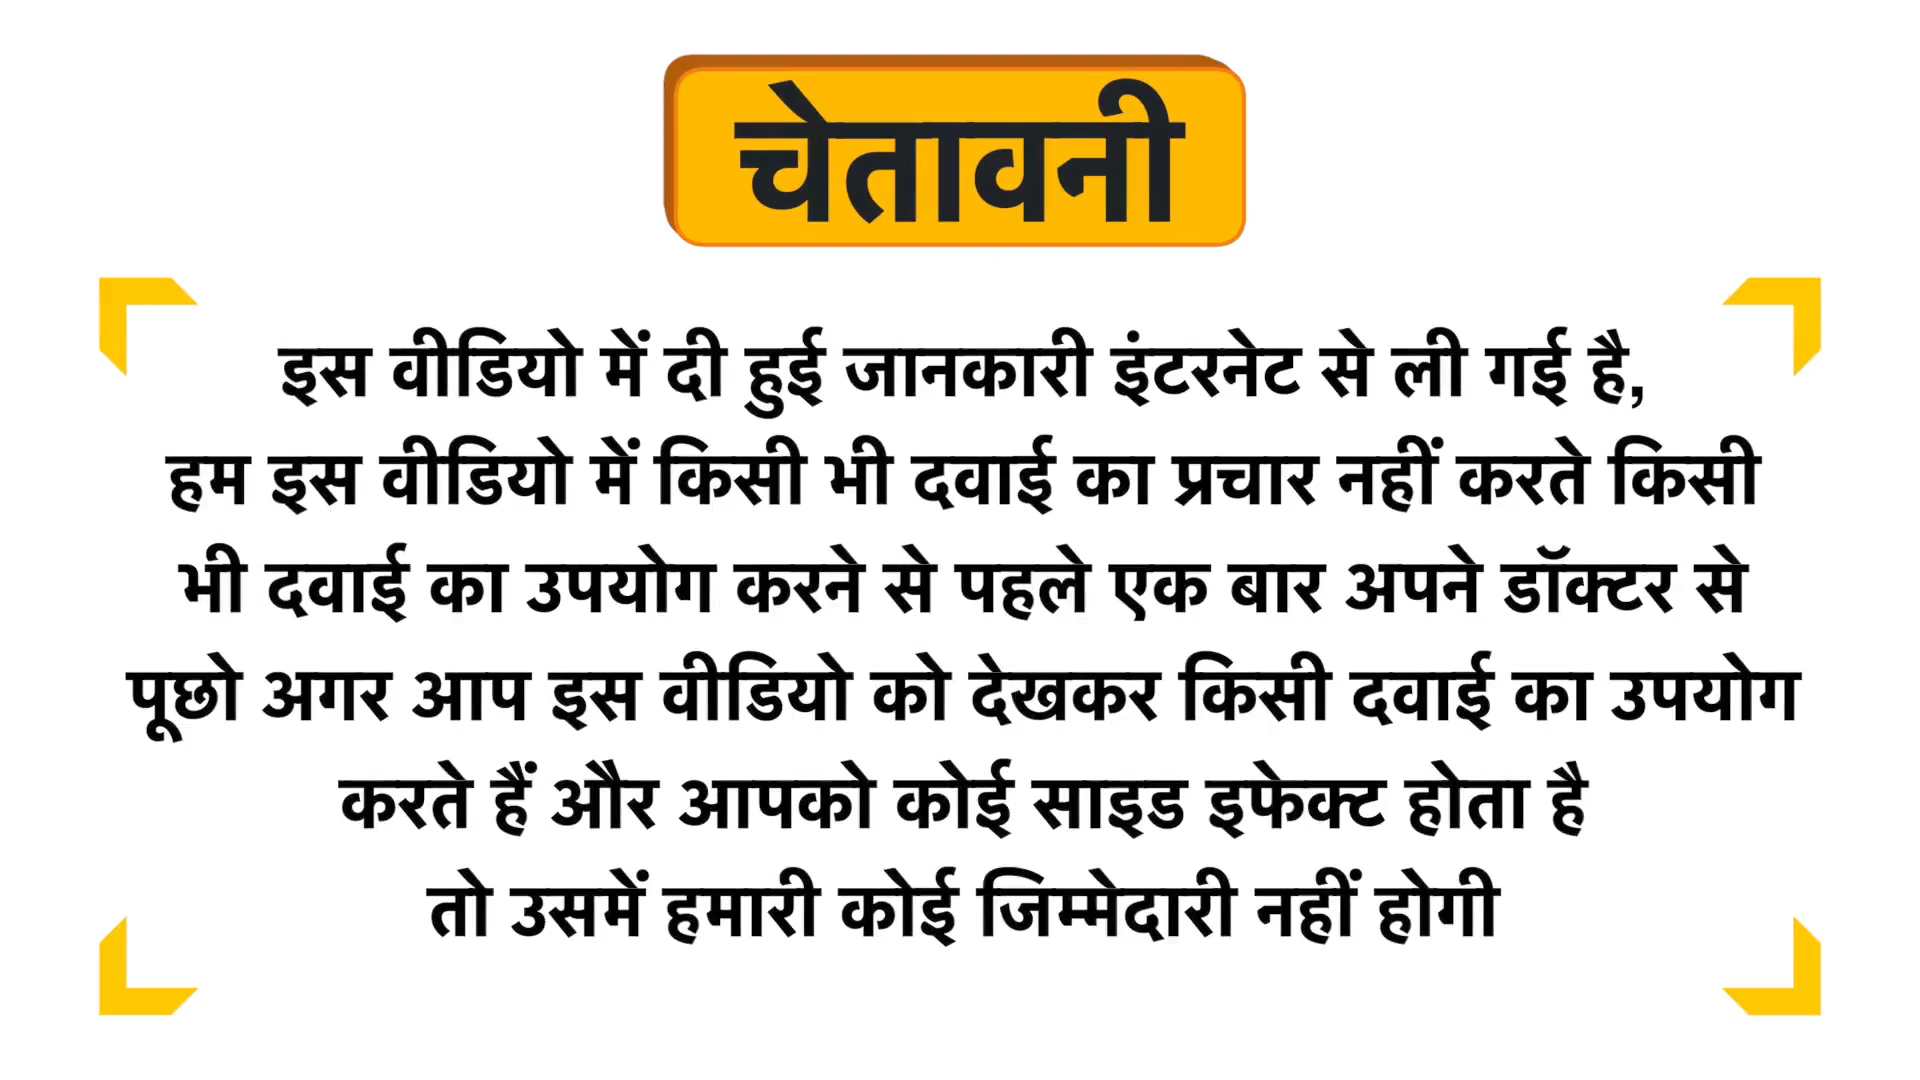 चेतावनी
इस वीडियो में दी हुई जानकारी इंटरनेट से ली गई है,
हम इस वीडियो में किसी भी दवाई का प्रचार नहीं करते किसी
भी दवाई का उपयोग करने से पहले एक बार अपने डॉक्टर से
पूछो अगर आप इस वीडियो को देखकर किसी दवाई का उपयोग
करते हैं और आपको कोई साइड इफेक्ट होता है
तो उसमें हमारी कोई जिम्मेदारी नहीं होगी